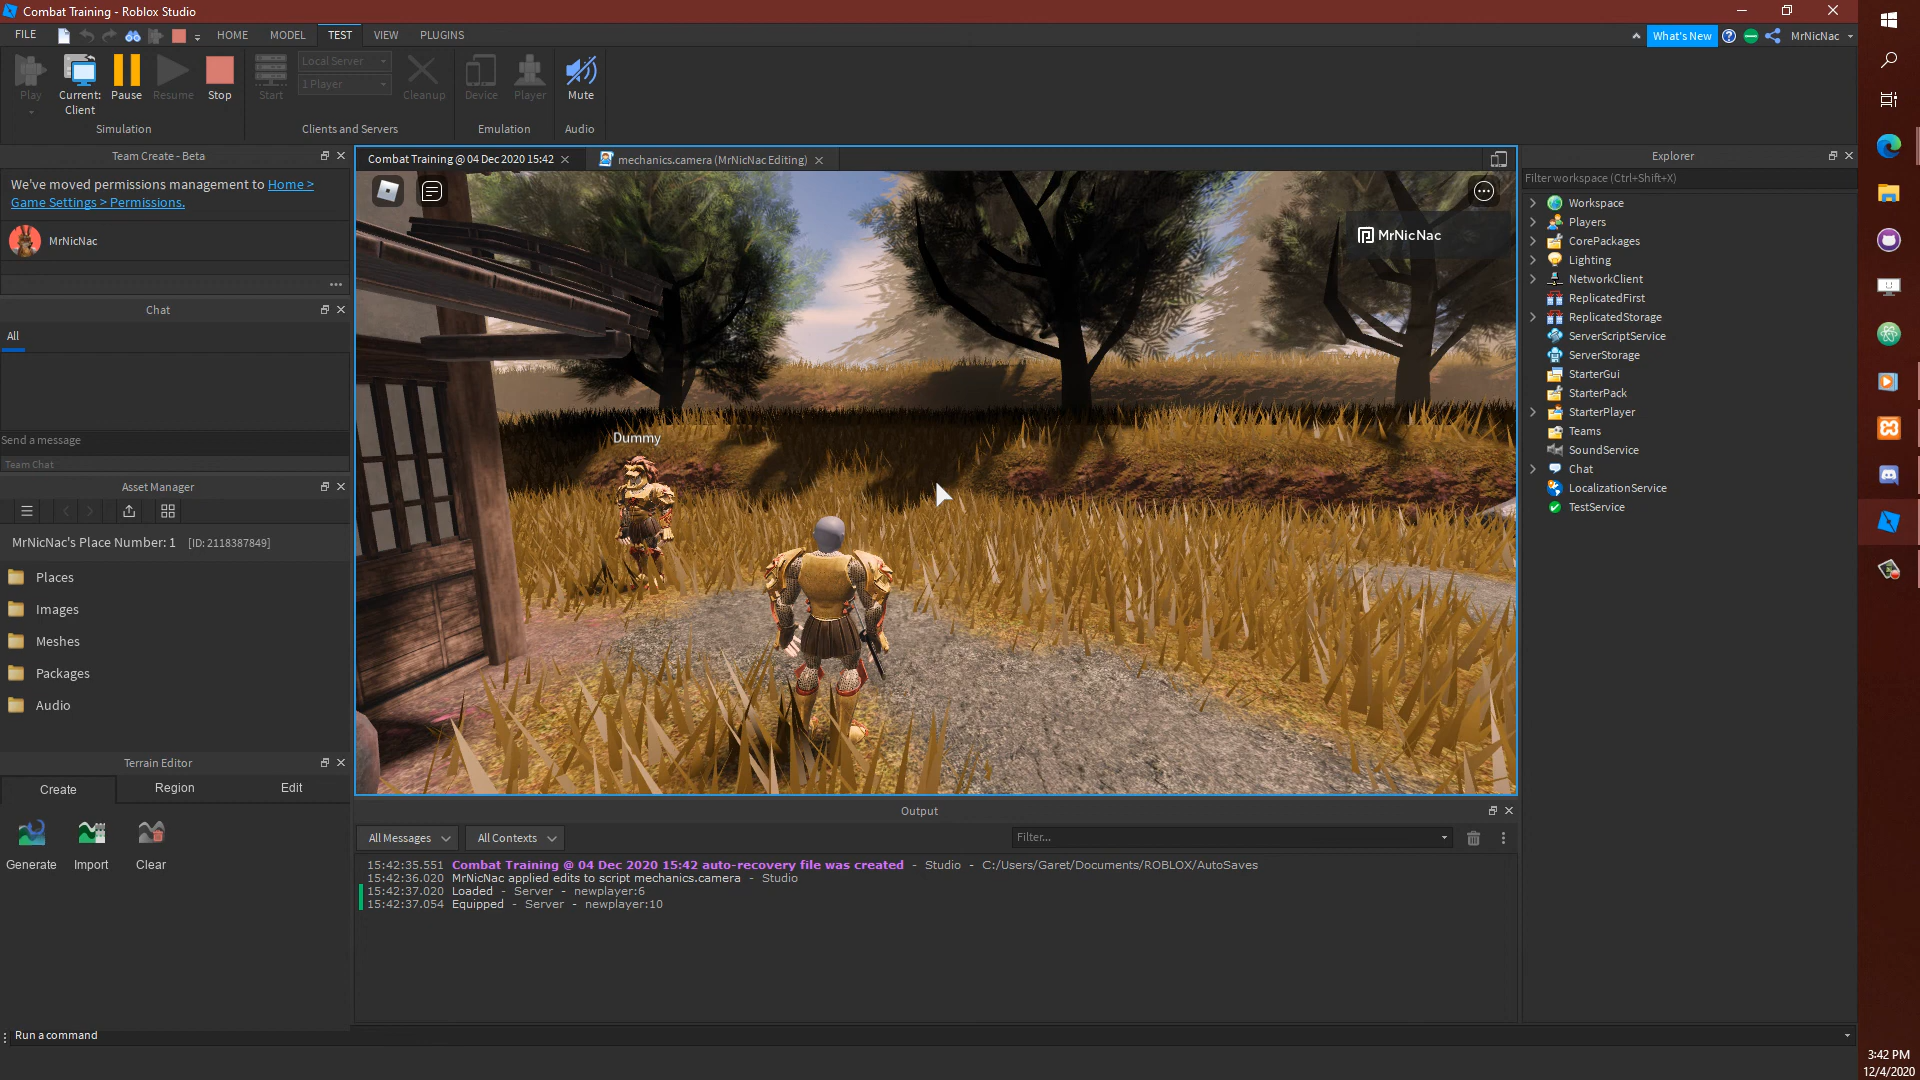 Combat Training - Roblox Studio
FILE
HOME
MODEL
TEST
VIEW
PLUGINS
What's New
MrNicNac
Play
Current:
Client
Pause
Resume
Stop
Simulation
Start
Local Server
1 Player
Cleanup
Clients and Servers
Device
Player
Emulation
Mute
Audio
Team Create - Beta
We've moved permissions management to Home >
Game Settings > Permissions.
MrNicNac
Chat
All
Send a message
Team Chat
Asset Manager
MrNicNac's Place Number: 1 [ID: 2118387849]
Places
Images
Meshes
Packages
Audio
Terrain Editor
Create
Region
Edit
Generate
Import
Clear
Combat Training @ 04 Dec 2020 15:42
mechanics.camera (MrNicNac Editing)
MrNicNac
Dummy
Output
All Messages
All Contexts
Filter...
15:42:35.551 Combat Training @ 04 Dec 2020 15:42 auto-recovery file was created - Studio - C:/Users/Garet/Documents/ROBLOX/AutoSaves
15:42:36.020 MrNicNac applied edits to script mechanics.camera - Studio
15:42:37.020 Loaded - Server - newplayer:6
15:42:37.054 Equipped - Server - newplayer:10
Explorer
Filter workspace (Ctrl+Shift+X)
Workspace
Players
CorePackages
Lighting
NetworkClient
ReplicatedFirst
ReplicatedStorage
ServerScriptService
ServerStorage
StarterGui
StarterPack
StarterPlayer
Teams
SoundService
Chat
LocalizationService
TestService
Run a command
3:42 PM
12/4/2020